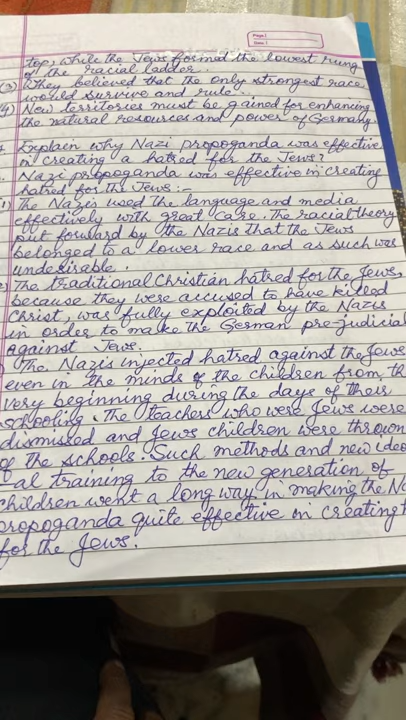 Page:
Date:
top, while the Jews formed the lowest rung
of the racial ladder.
(3) They believed that the only strongest race
would survive and rule.
(4) New territories must be gained for enhancing
the natural resources and power of Germany.
Explain why Nazi propoganda was effective
in creating a hatred for the Jews?
Nazi propoganda was effective in creating
hatred for the Jews:-
1) The Nazis used the language and media
effectively with great care. The racial theory
put forward by the Nazis that the Jews
belonged to a lower race and as such was
undesirable.
The traditional Christian hatred for the Jews,
because they were accused to have killed
Christ, was fully exploited by the Nazis
in order to make the German pre-judicial
against Jews.
The Nazis injected hatred against the Jews
even in the minds of the children from th
very beginning during the days of their
schooling. The teachers who were Jews were
dismissed and Jews children were thrown
of the schools. Such methods and new ideo
-al training to the new generation of
children went a long way in making the Na
propoganda quite effective in creating
for the Jews.